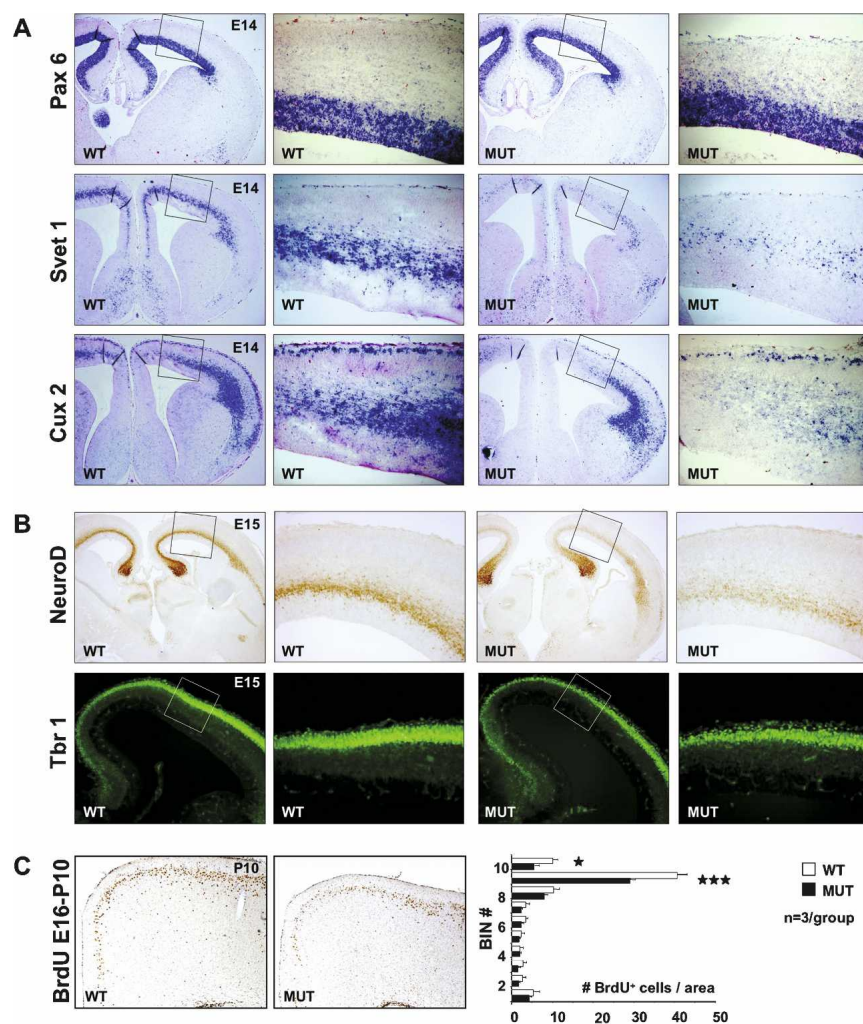 A
Pax 6
E14
WT
WT
MUT
MUT
Svet 1
E14
WT
WT
MUT
MUT
Cux 2
E14
WT
WT
MUT
MUT
B
NeuroD
E15
WT
WT
MUT
MUT
Tbr 1
E15
WT
WT
MUT
MUT
C
BrdU E16-P10
P10
WT
MUT
BIN #
10
8
6
4
2
★
★★★
# BrdU⁺ cells / area
0 10 20 30 40 50
WT
MUT
n=3/group